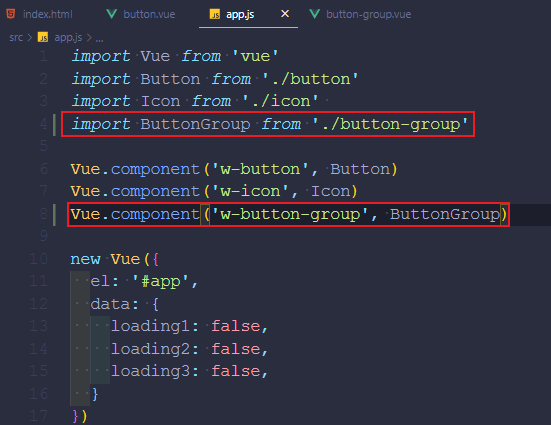 index.html button.vue JS app.js × button-group.vue
src > JS app.js > ...
1 import Vue from 'vue'
2 import Button from './button'
3 import Icon from './icon'
4 import ButtonGroup from './button-group'
5
6 Vue.component('w-button', Button)
7 Vue.component('w-icon', Icon)
8 Vue.component('w-button-group', ButtonGroup)
9
10 new Vue({
11 el: '#app',
12 data: {
13 loading1: false,
14 loading2: false,
15 loading3: false,
16 }
17 })